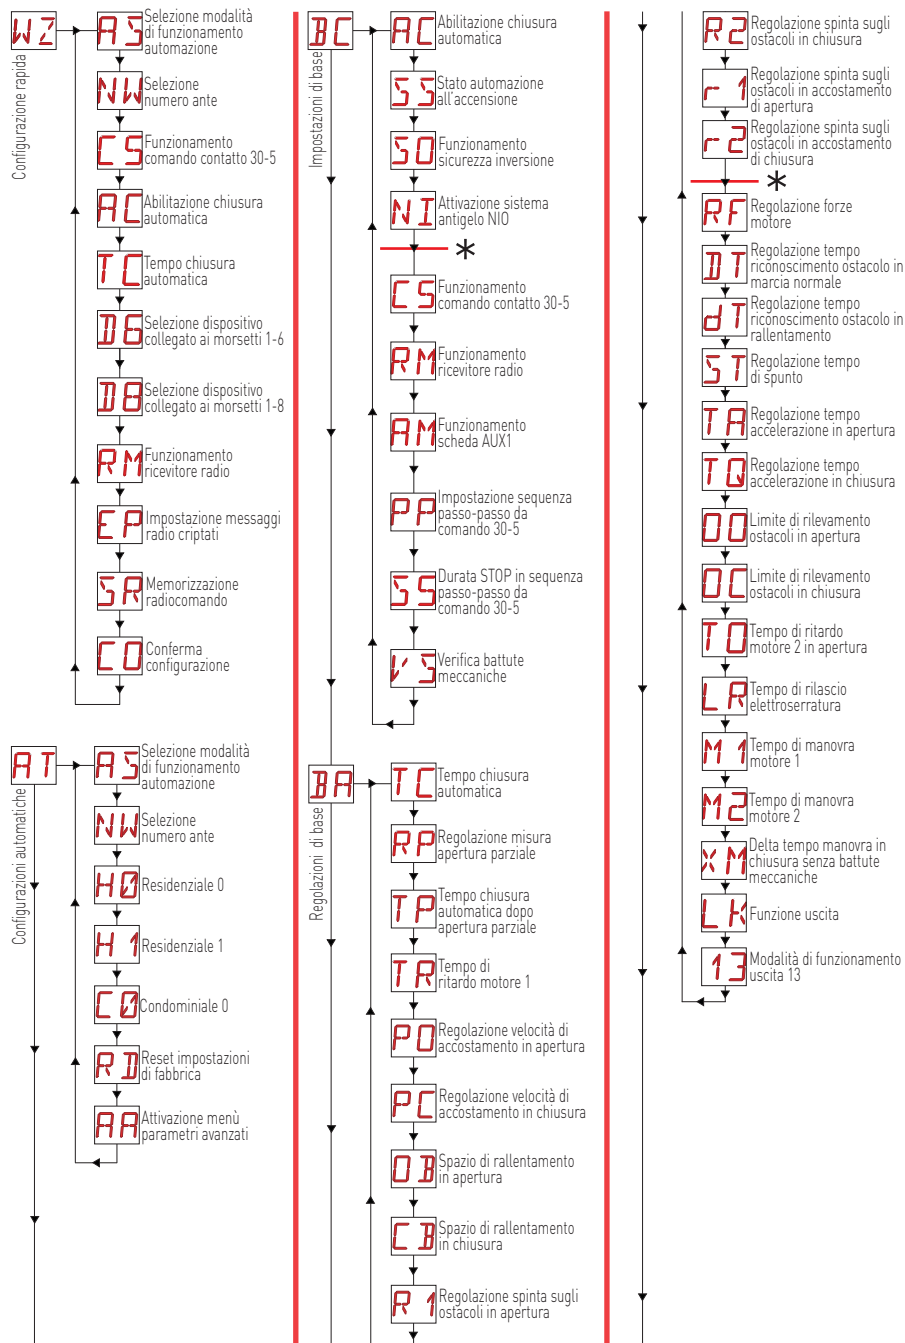 WZ
Configurazione rapida
AS
Selezione modalità
di funzionamento
automazione
NW
Selezione
numero ante
CS
Funzionamento
comando contatto 30-5
AC
Abilitazione chiusura
automatica
TC
Tempo chiusura
automatica
D6
Selezione dispositivo
collegato ai morsetti 1-6
D8
Selezione dispositivo
collegato ai morsetti 1-8
RM
Funzionamento
ricevitore radio
EP
Impostazione messaggi
radio criptati
SR
Memorizzazione
radiocomando
CO
Conferma
configurazione
AT
Configurazioni automatiche
AS
Selezione modalità
di funzionamento
automazione
NW
Selezione
numero ante
H0
Residenziale 0
H1
Residenziale 1
C0
Condominiale 0
RD
Reset impostazioni
di fabbrica
AA
Attivazione menù
parametri avanzati
BC
Impostazioni di base
AC
Abilitazione chiusura
automatica
SS
Stato automazione
all'accensione
SO
Funzionamento
sicurezza inversione
NI
Attivazione sistema
antigelo NIO
*
CS
Funzionamento
comando contatto 30-5
RM
Funzionamento
ricevitore radio
AM
Funzionamento
scheda AUX1
PP
Impostazione sequenza
passo-passo da
comando 30-5
S5
Durata STOP in sequenza
passo-passo da
comando 30-5
VS
Verifica battute
meccaniche
BA
Regolazioni di base
TC
Tempo chiusura
automatica
RP
Regolazione misura
apertura parziale
TP
Tempo chiusura
automatica dopo
apertura parziale
TR
Tempo di
ritardo motore 1
PO
Regolazione velocità di
accostamento in apertura
PC
Regolazione velocità di
accostamento in chiusura
OB
Spazio di rallentamento
in apertura
CB
Spazio di rallentamento
in chiusura
R1
Regolazione spinta sugli
ostacoli in apertura
R2
Regolazione spinta sugli
ostacoli in chiusura
r1
Regolazione spinta sugli
ostacoli in accostamento
di apertura
r2
Regolazione spinta sugli
ostacoli in accostamento
di chiusura
*
RF
Regolazione forze
motore
DT
Regolazione tempo
riconoscimento ostacolo in
marcia normale
dT
Regolazione tempo
riconoscimento ostacolo in
rallentamento
ST
Regolazione tempo
di spunto
TA
Regolazione tempo
accelerazione in apertura
TQ
Regolazione tempo
accelerazione in chiusura
OO
Limite di rilevamento
ostacoli in apertura
OC
Limite di rilevamento
ostacoli in chiusura
TO
Tempo di ritardo
motore 2 in apertura
LR
Tempo di rilascio
elettroserratura
M1
Tempo di manovra
motore 1
M2
Tempo di manovra
motore 2
XM
Delta tempo manovra in
chiusura senza battute
meccaniche
LK
Funzione uscita
13
Modalità di funzionamento
uscita 13